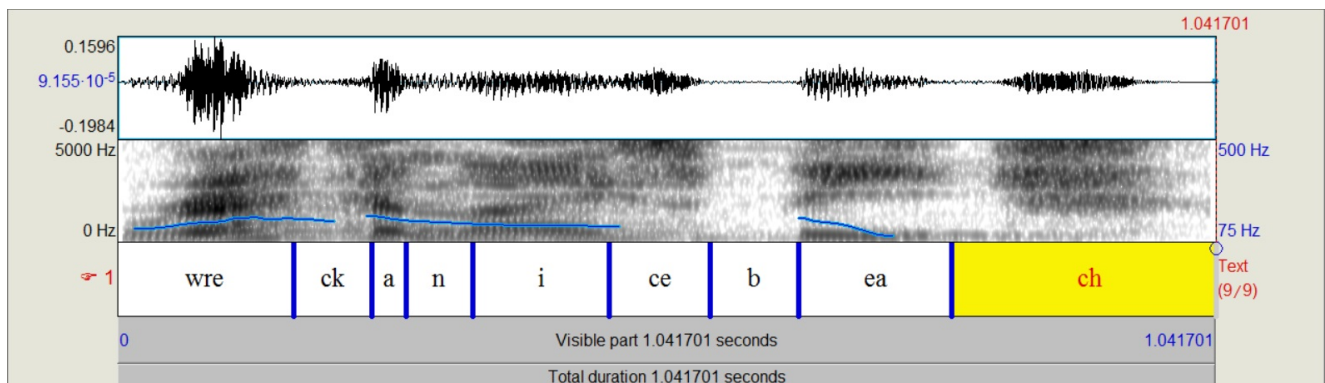 1.041701
0.1596
9.155·10-5
-0.1984
5000 Hz
500 Hz
0 Hz
75 Hz
☞ 1 wre ck a n i ce b ea ch Text
(9/9)
0 Visible part 1.041701 seconds 1.041701
Total duration 1.041701 seconds